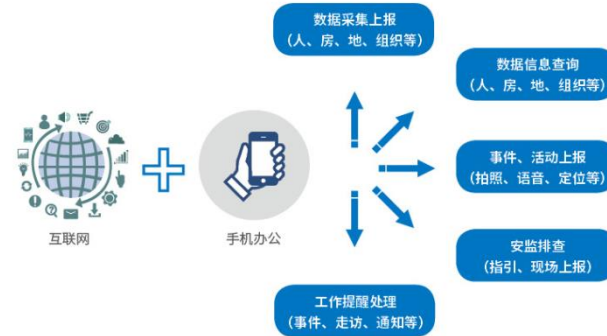 数据采集上报
(人、房、地、组织等)
数据信息查询
(人、房、地、组织等)
事件、活动上报
(拍照、语音、定位等)
互联网
手机办公
安监排查
(指引、现场上报)
工作提醒处理
(事件、走访、通知等)